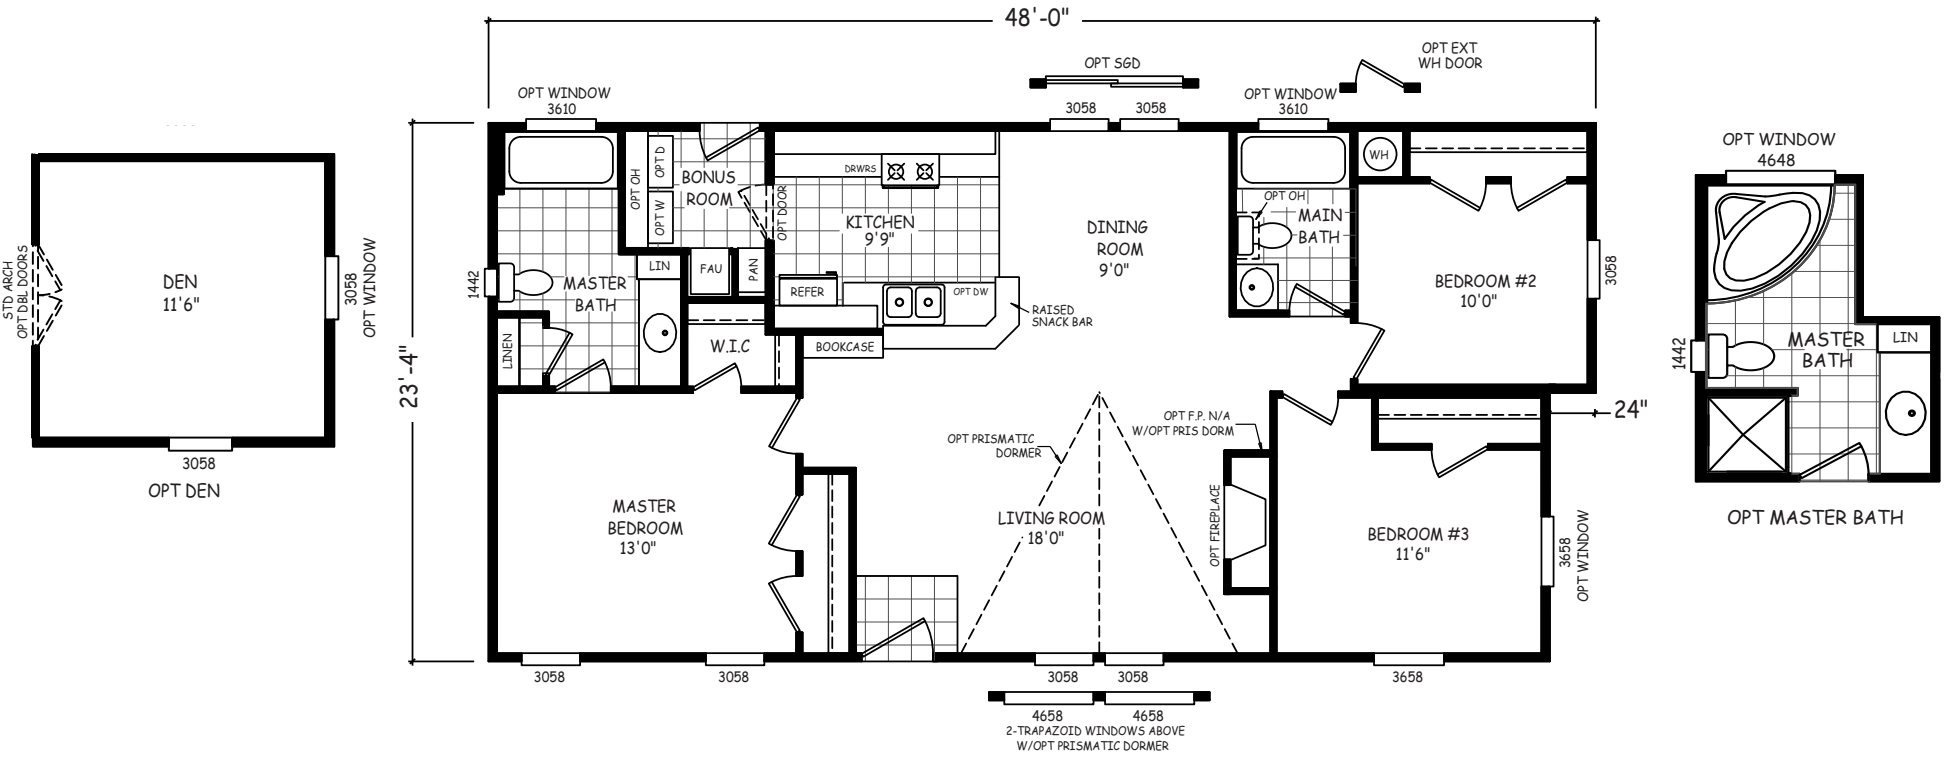 48'-0"
OPT EXT
WH DOOR
OPT SGD
OPT WINDOW
3610
3058
3058
OPT WINDOW
3610
23'-4"
STD ARCH
OPT DBL DOORS
DEN
11'6"
3058
OPT WINDOW
3058
OPT DEN
OPT OH
OPT D
OPT W
BONUS
ROOM
OPT DOOR
DRWRS
KITCHEN
9'9"
DINING
ROOM
9'0"
OPT OH
MAIN
BATH
WH
BEDROOM #2
10'0"
3058
1442
MASTER
BATH
LIN
FAU
PAN
REFER
OPT DW
RAISED
SNACK BAR
LINEN
W.I.C
BOOKCASE
24"
OPT PRISMATIC
DORMER
OPT F.P. N/A
W/OPT PRIS DORM
MASTER
BEDROOM
13'0"
LIVING ROOM
18'0"
OPT FIREPLACE
BEDROOM #3
11'6"
3658
OPT WINDOW
3058
3058
3058
3058
3658
4658
4658
2-TRAPAZOID WINDOWS ABOVE
W/OPT PRISMATIC DORMER
OPT WINDOW
4648
1442
MASTER
BATH
LIN
OPT MASTER BATH